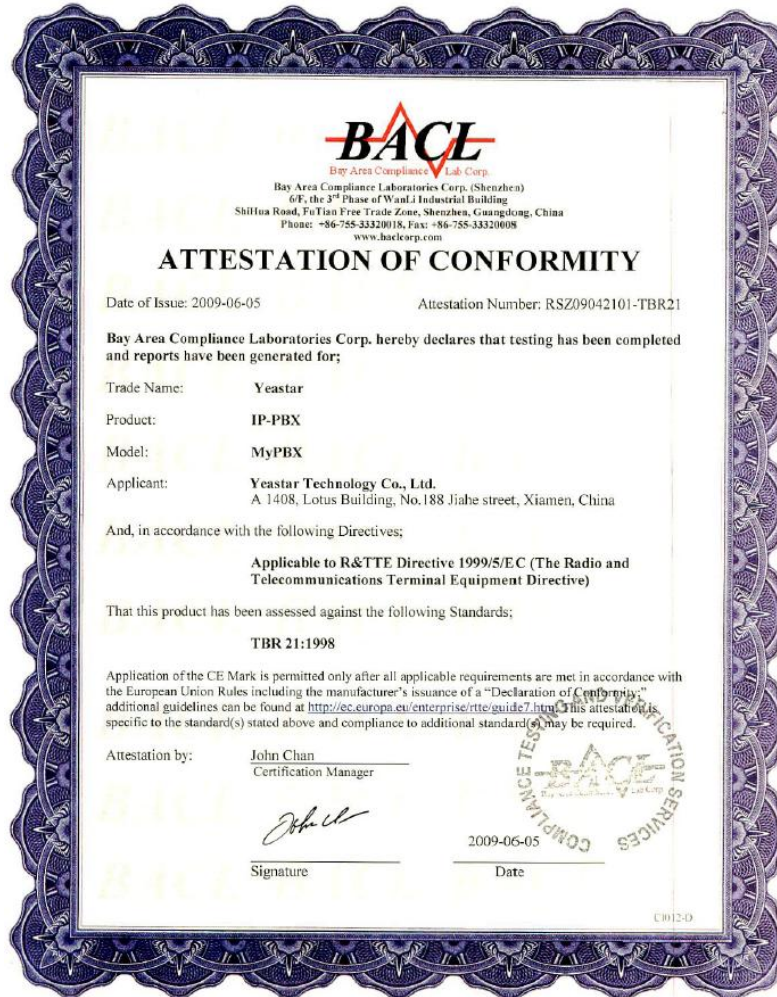 BACL
Bay Area Compliance Lab Corp.
Bay Area Compliance Laboratories Corp. (Shenzhen)
6/F, the 3rd Phase of WanLi Industrial Building
ShiHua Road, FuTian Free Trade Zone, Shenzhen, Guangdong, China
Phone: +86-755-33320018, Fax: +86-755-33320008
www.baclcorp.com
ATTESTATION OF CONFORMITY
Date of Issue: 2009-06-05 Attestation Number: RSZ09042101-TBR21
Bay Area Compliance Laboratories Corp. hereby declares that testing has been completed
and reports have been generated for;
Trade Name: Yeastar
Product: IP-PBX
Model: MyPBX
Applicant: Yeastar Technology Co., Ltd.
A 1408, Lotus Building, No.188 Jiahe street, Xiamen, China
And, in accordance with the following Directives;
Applicable to R&TTE Directive 1999/5/EC (The Radio and
Telecommunications Terminal Equipment Directive)
That this product has been assessed against the following Standards;
TBR 21:1998
Application of the CE Mark is permitted only after all applicable requirements are met in accordance with
the European Union Rules including the manufacturer's issuance of a "Declaration of Conformity;"
additional guidelines can be found at http://ec.europa.eu/enterprise/rtte/guide7.htm. This attestation is
specific to the standard(s) stated above and compliance to additional standard(s) may be required.
Attestation by: John Chan
Certification Manager
COMPLIANCE TESTING AND VERIFICATION SERVICES
BACL
2009-06-05
Signature Date
CI012-D